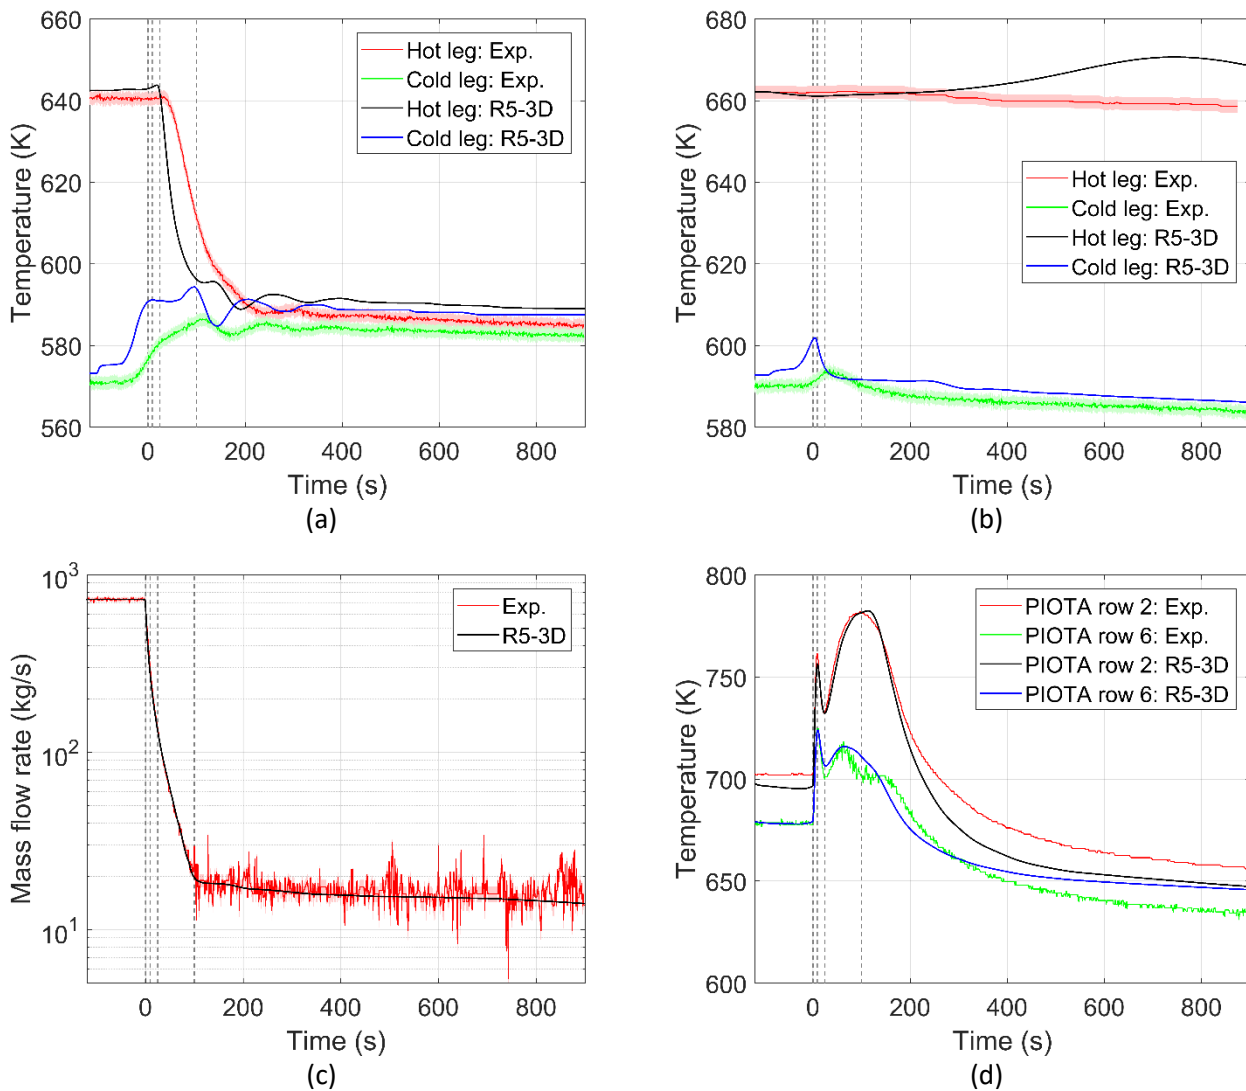 660
640
620
600
580
560
Temperature (K)
Hot leg: Exp.
Cold leg: Exp.
Hot leg: R5-3D
Cold leg: R5-3D
0 200 400 600 800
Time (s)
(a)
680
660
640
620
600
580
Temperature (K)
Hot leg: Exp.
Cold leg: Exp.
Hot leg: R5-3D
Cold leg: R5-3D
0 200 400 600 800
Time (s)
(b)
10³
10²
10¹
Mass flow rate (kg/s)
Exp.
R5-3D
0 200 400 600 800
Time (s)
(c)
800
750
700
650
600
Temperature (K)
PIOTA row 2: Exp.
PIOTA row 6: Exp.
PIOTA row 2: R5-3D
PIOTA row 6: R5-3D
0 200 400 600 800
Time (s)
(d)